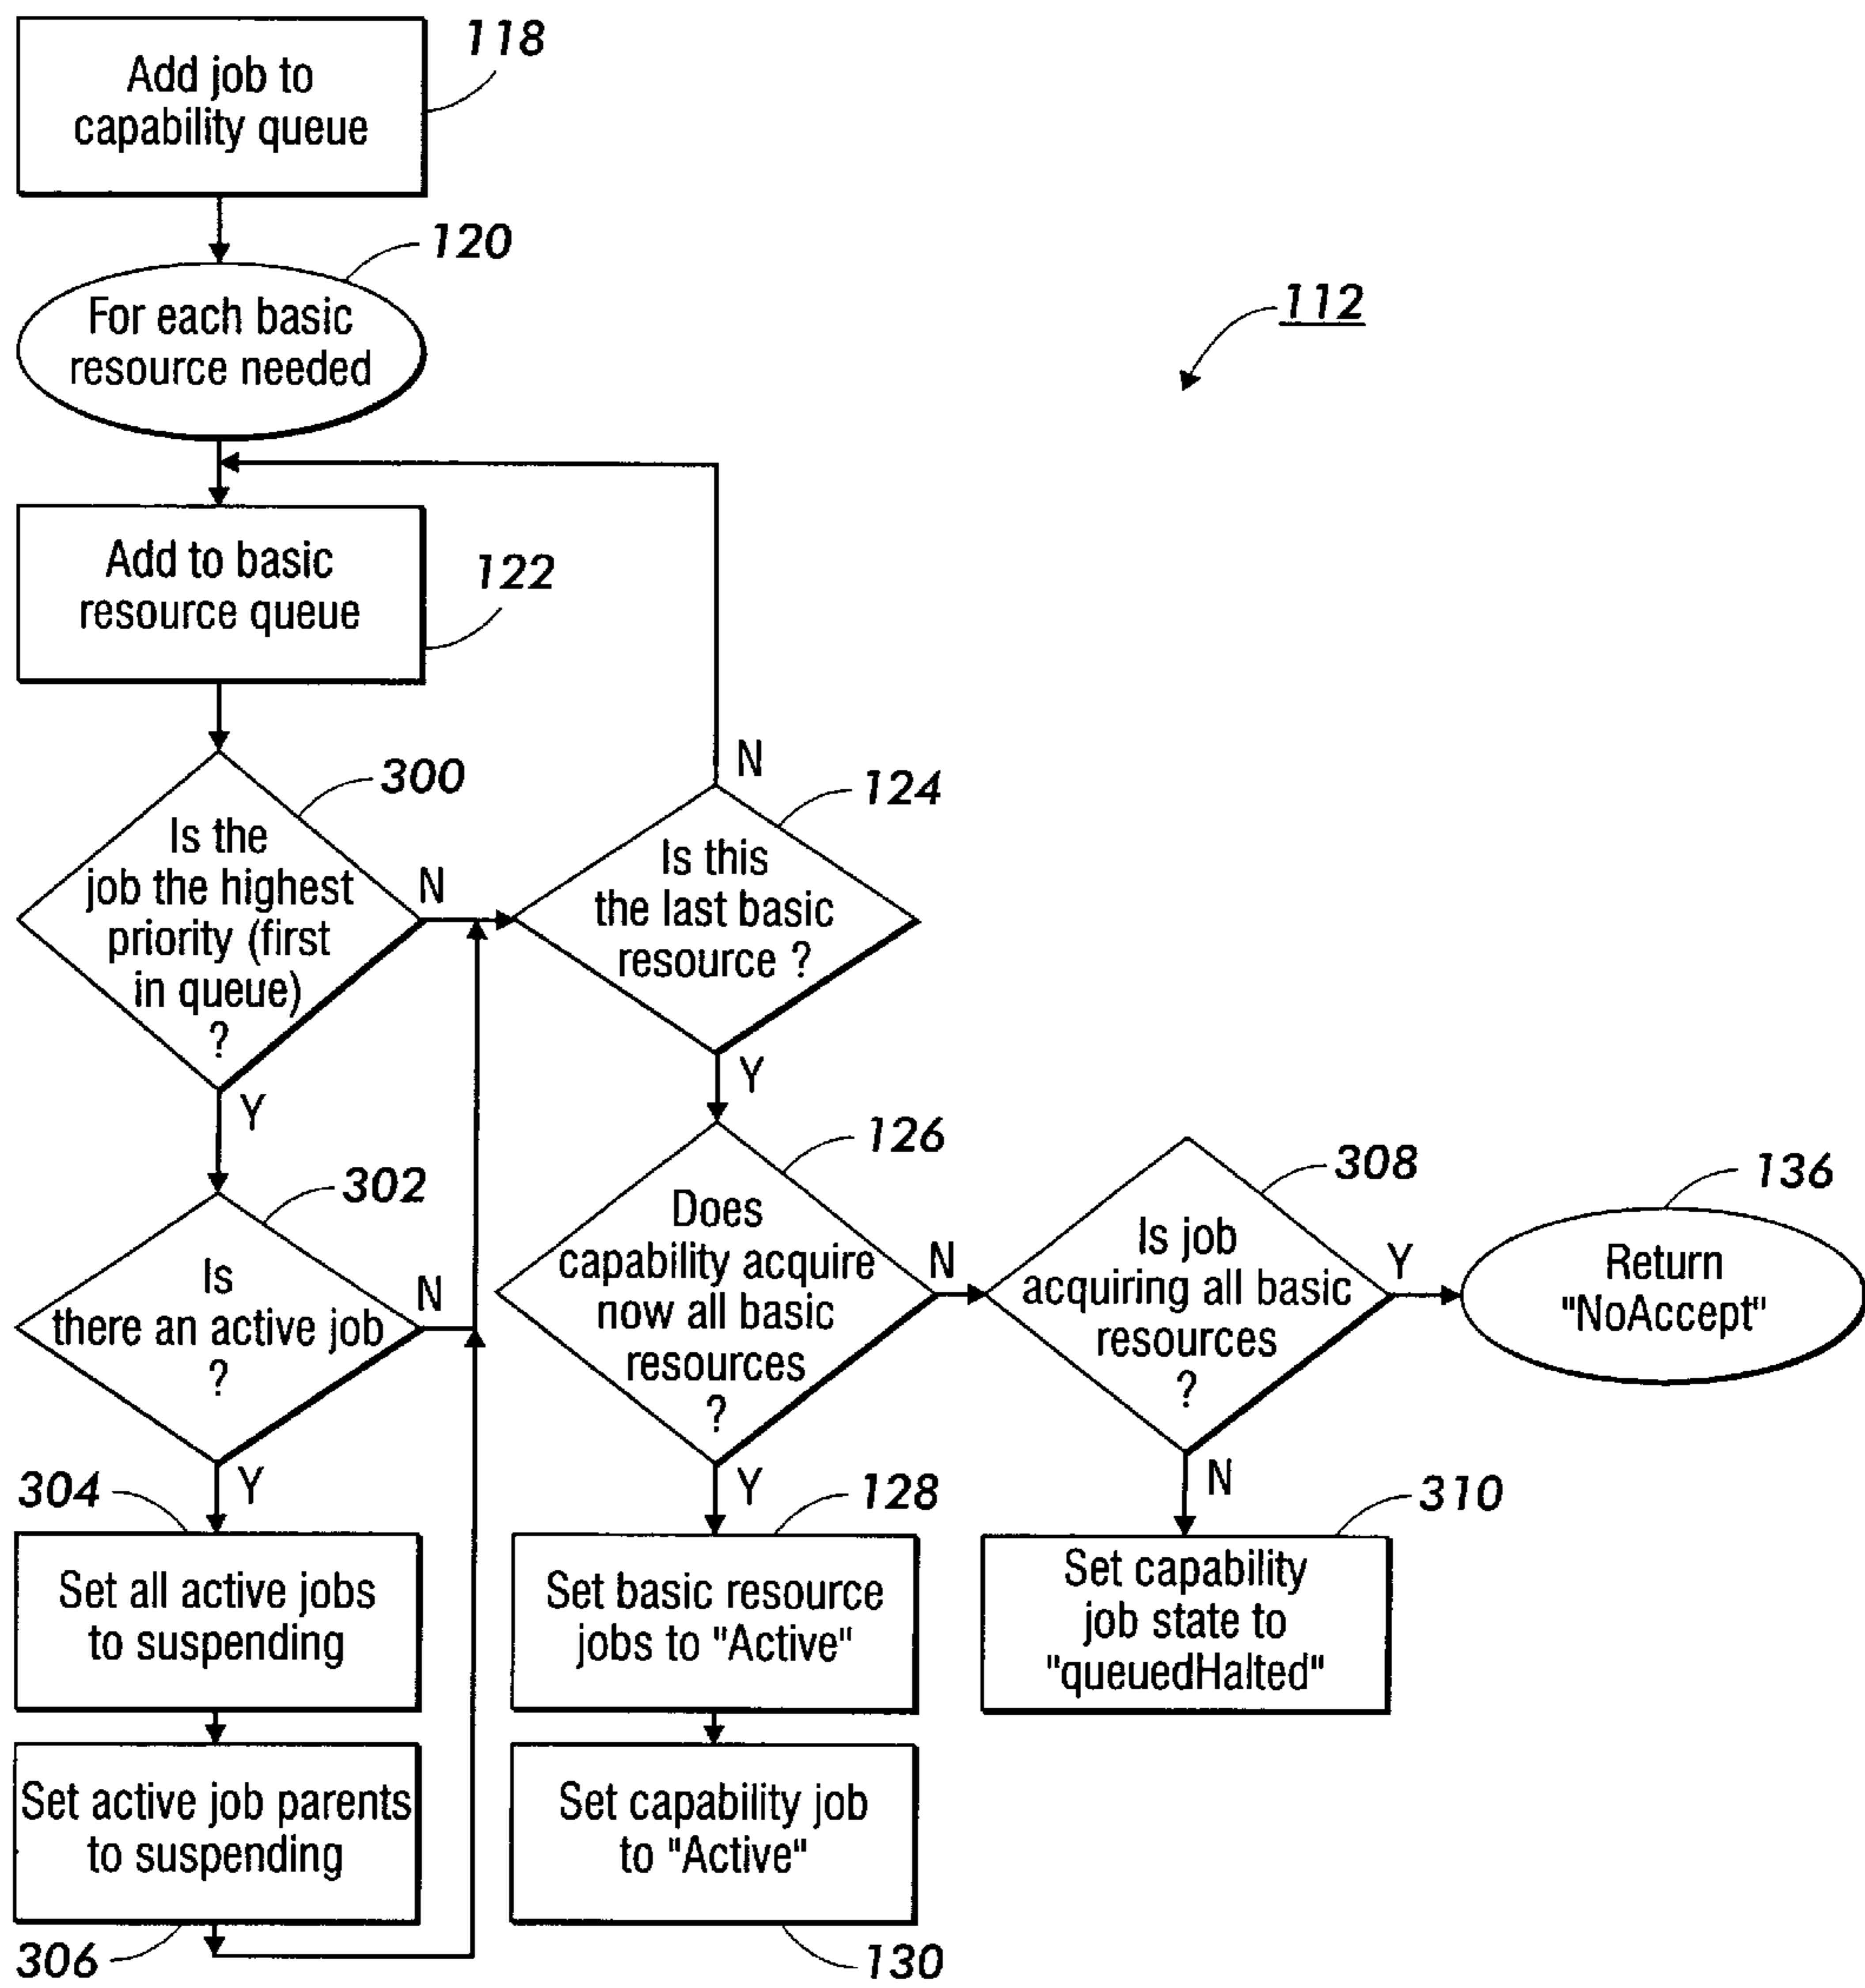 118
Add job to
capability queue
120
For each basic
resource needed
112
Add to basic
resource queue
122
300
Is the
job the highest
priority (first
in queue)
?
N
Y
N
124
Is this
the last basic
resource ?
Y
302
Is
there an active job
?
N
Y
126
Does
capability acquire
now all basic
resources
?
N
Y
308
Is job
acquiring all basic
resources
?
Y
N
136
Return
"NoAccept"
304
Set all active jobs
to suspending
128
Set basic resource
jobs to "Active"
310
Set capability
job state to
"queuedHalted"
Set active job parents
to suspending
306
Set capability job
to "Active"
130